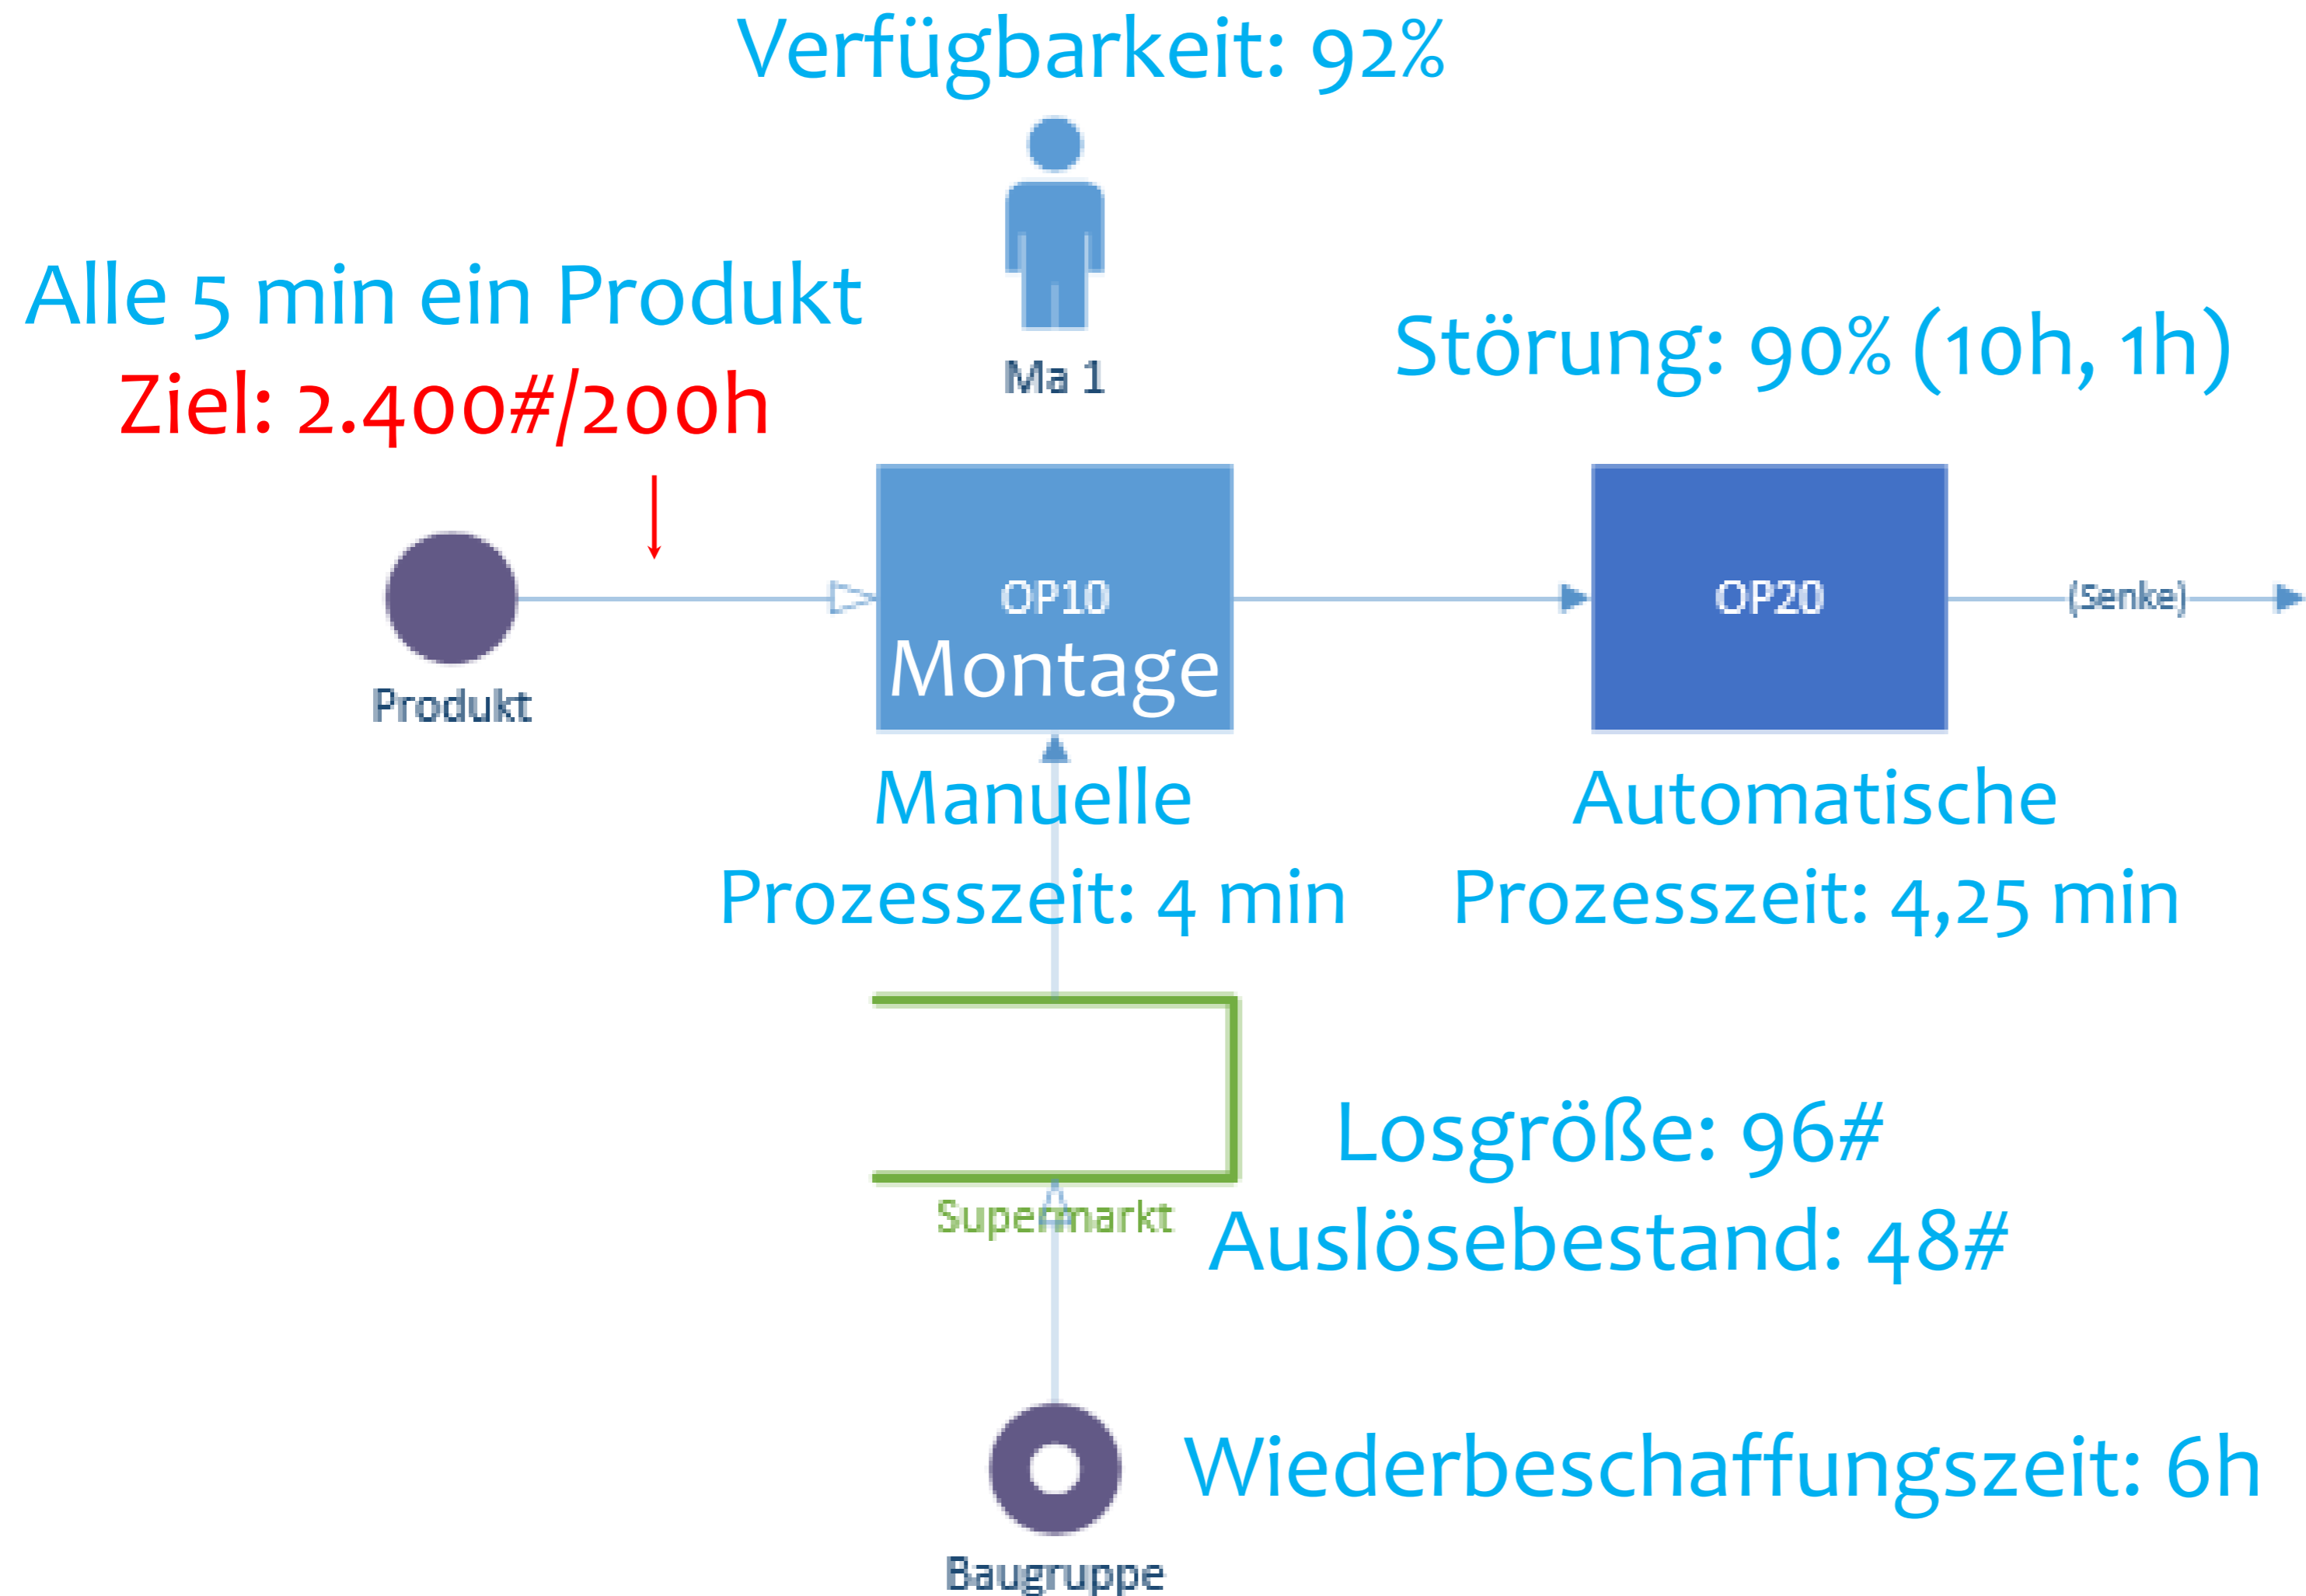 Verfügbarkeit: 92%
Ma 1
Alle 5 min ein Produkt
Ziel: 2.400#/200h
Störung: 90% (10h, 1h)
Produkt
OP10
Montage
OP20
(Senke)
Manuelle
Prozesszeit: 4 min
Automatische
Prozesszeit: 4,25 min
Supermarkt
Losgröße: 96#
Auslösebestand: 48#
Wiederbeschaffungszeit: 6h
Baugruppe